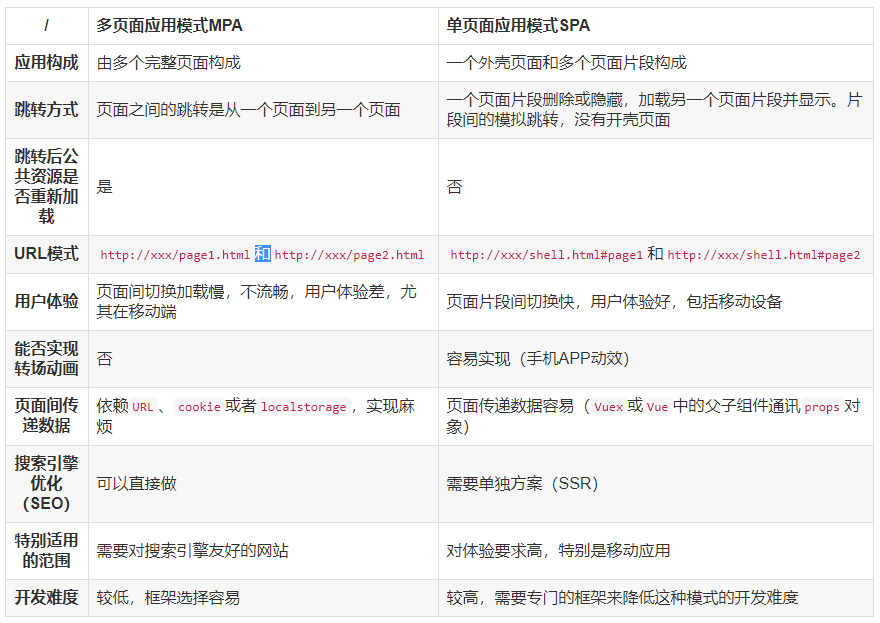 / 多页面应用模式MPA 单页面应用模式SPA
应用构成 由多个完整页面构成 一个外壳页面和多个页面片段构成
跳转方式 页面之间的跳转是从一个页面到另一个页面 一个页面片段删除或隐藏，加载另一个页面片段并显示。片
段间的模拟跳转，没有开壳页面
跳转后公
共资源是
否重新加
载
是 否
URL模式 http://xxx/page1.html 和 http://xxx/page2.html http://xxx/shell.html#page1 和 http://xxx/shell.html#page2
用户体验 页面间切换加载慢，不流畅，用户体验差，尤
其在移动端
页面片段间切换快，用户体验好，包括移动设备
能否实现
转场动画
否 容易实现（手机APP动效）
页面间传
递数据
依赖 URL 、 cookie 或者 localstorage ，实现麻
烦
页面传递数据容易（ Vuex 或 Vue 中的父子组件通讯 props 对
象）
搜索引擎
优化
（SEO）
可以直接做 需要单独方案（SSR）
特别适用
的范围
需要对搜索引擎友好的网站 对体验要求高，特别是移动应用
开发难度 较低，框架选择容易 较高，需要专门的框架来降低这种模式的开发难度